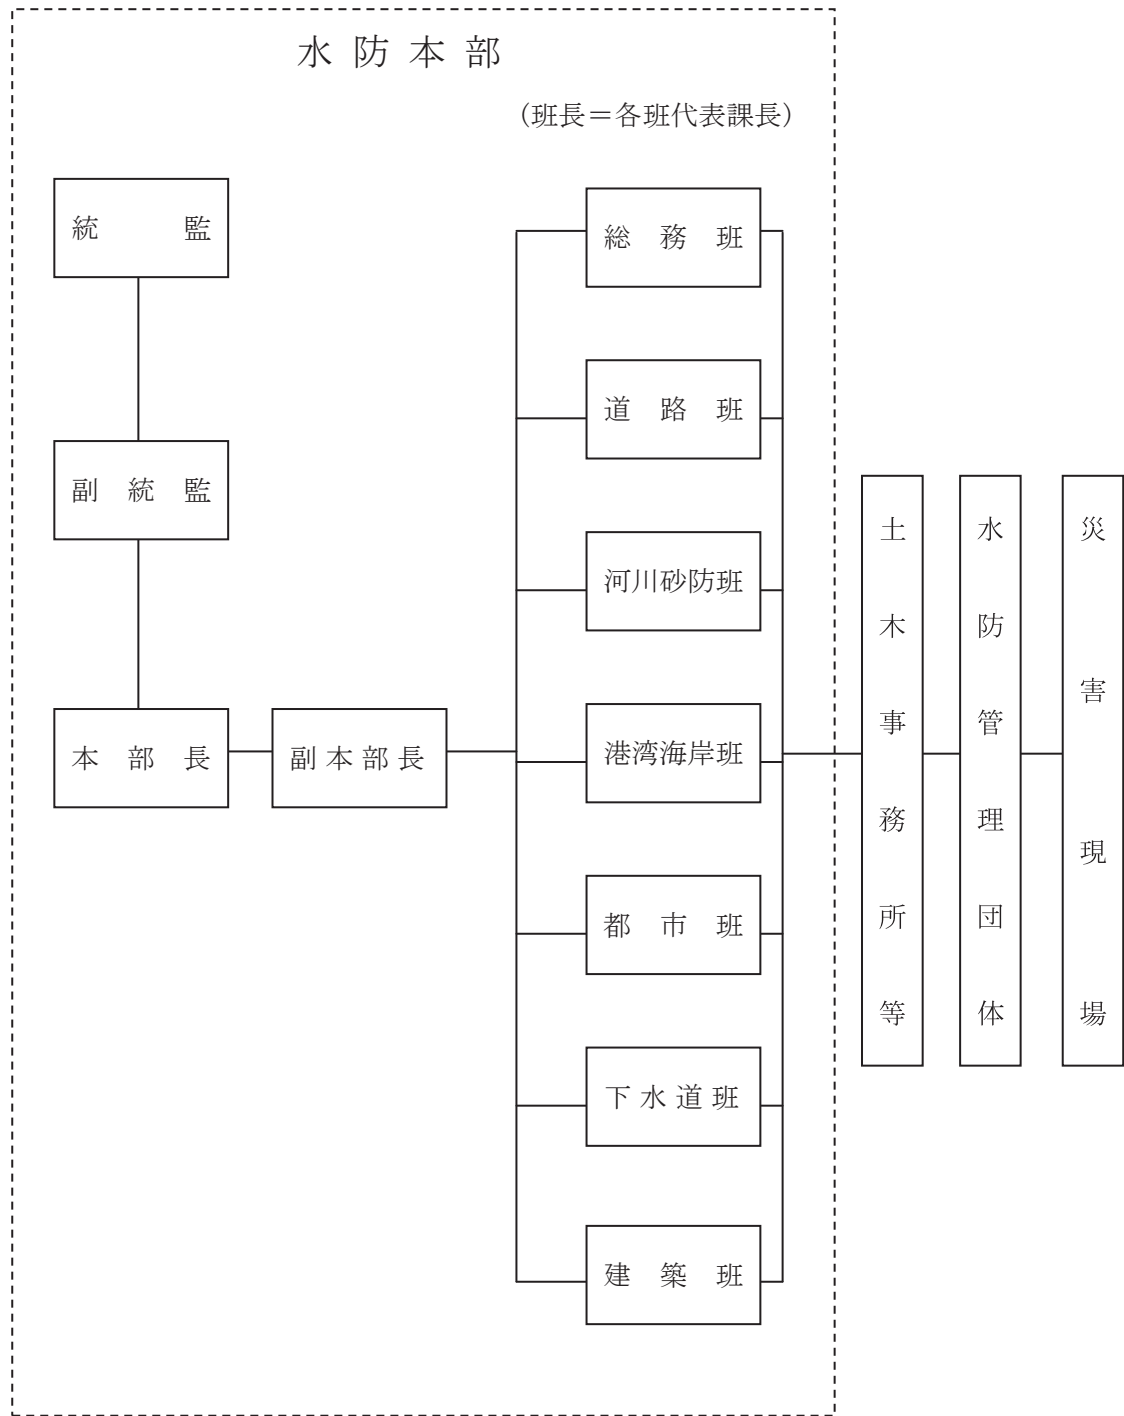 水防本部
(班長＝各班代表課長)
統監
副統監
本部長
副本部長
総務班
道路班
河川砂防班
港湾海岸班
都市班
下水道班
建築班
土木事務所等
水防管理団体
災害現場